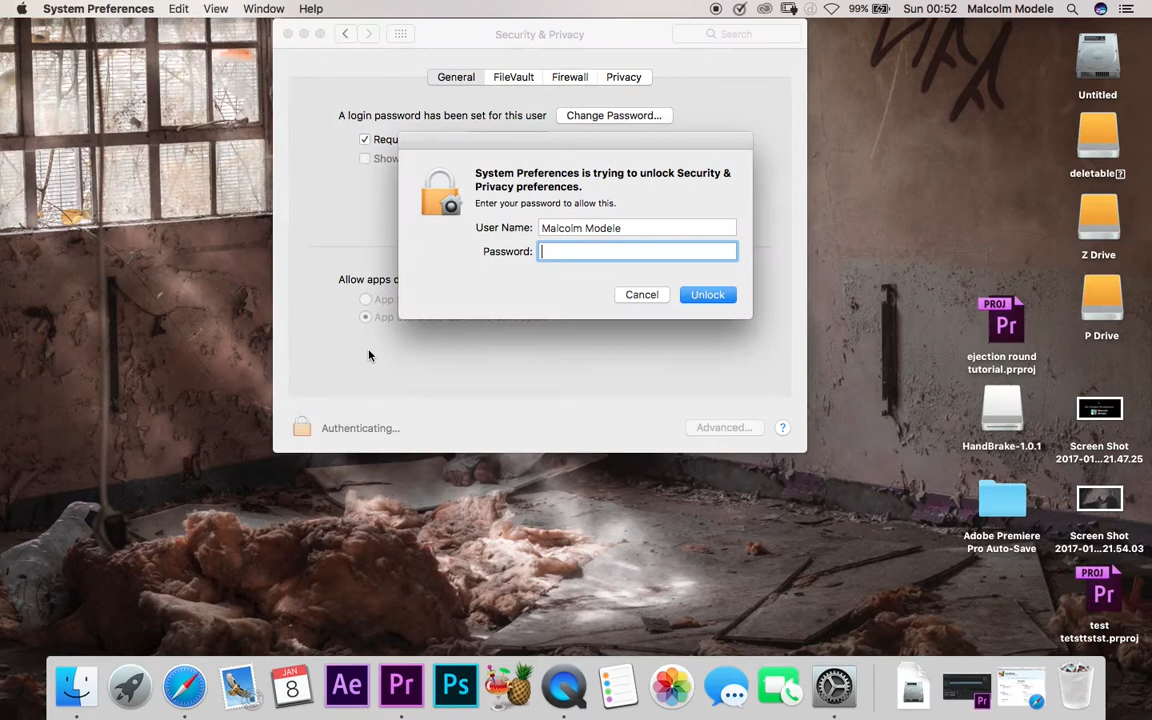 System Preferences Edit View Window Help
99% Sun 00:52 Malcolm Modele
Security & Privacy
Search
General FileVault Firewall Privacy
A login password has been set for this user Change Password...
Requ
Show
System Preferences is trying to unlock Security &
Privacy preferences.
Enter your password to allow this.
User Name: Malcolm Modele
Password:
Cancel Unlock
Allow apps
App
App
Authenticating...
Advanced... ?
Untitled
deletable?
Z Drive
P Drive
PROJ
Pr
ejection round
tutorial.prproj
HandBrake-1.0.1
Screen Shot
2017-01...21.47.25
Adobe Premiere
Pro Auto-Save
Screen Shot
2017-01...21.54.03
PROJ
Pr
test
tetsttstst.prproj
JAN
8
Ae
Pr
Ps
Pr